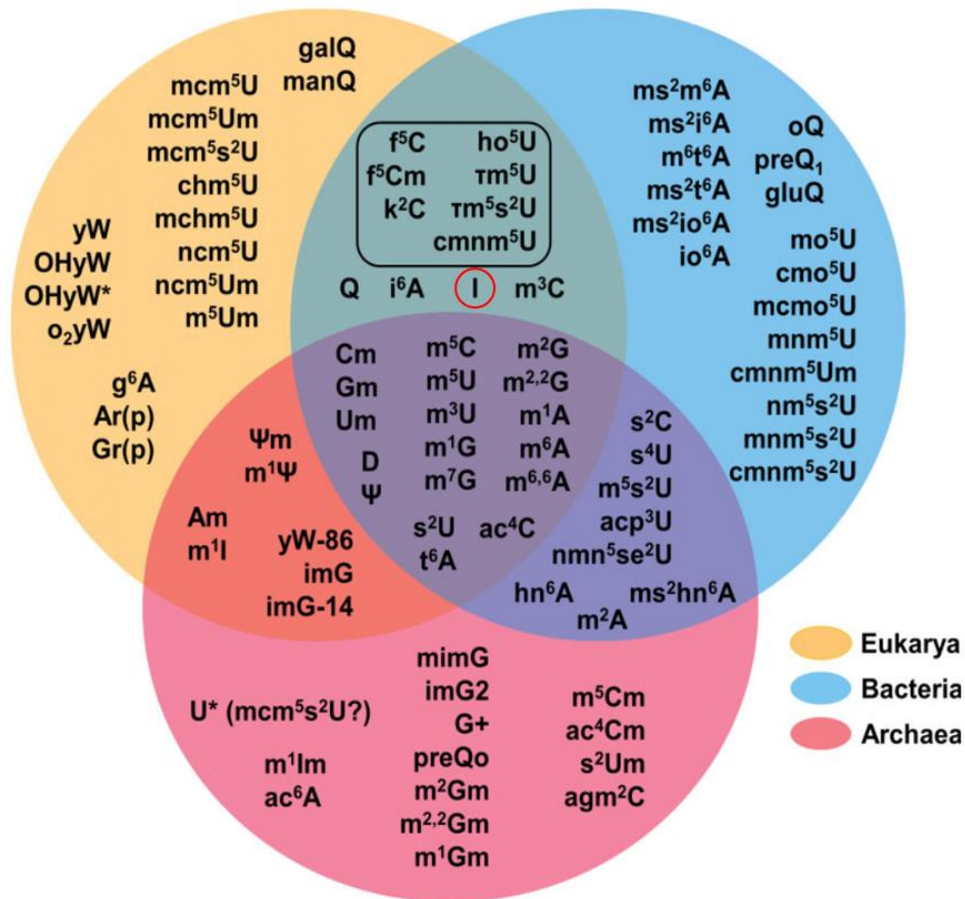 galQ
manQ
mcm⁵U
mcm⁵Um
mcm⁵s²U
chm⁵U
mchm⁵U
ncm⁵U
ncm⁵Um
m⁵Um
yW
OHyW
OHyW*
o₂yW
g⁶A
Ar(p)
Gr(p)
f⁵C
f⁵Cm
k²C
ho⁵U
τm⁵U
τm⁵s²U
cmnm⁵U
Q i⁶A I m³C
ms²m⁶A
ms²i⁶A
m⁶t⁶A
ms²t⁶A
ms²io⁶A
io⁶A
oQ
preQ₁
gluQ
mo⁵U
cmo⁵U
mcmo⁵U
mnm⁵U
cmnm⁵Um
nm⁵s²U
mnm⁵s²U
cmnm⁵s²U
Cm
Gm
Um
D
Ψ
m⁵C
m⁵U
m³U
m¹G
m⁷G
m²G
m²,²G
m¹A
m⁶A
m⁶,⁶A
s²U ac⁴C
t⁶A
Ψm
m¹Ψ
Am
m¹I
yW-86
imG
imG-14
s²C
s⁴U
m⁵s²U
acp³U
nmn⁵se²U
hn⁶A ms²hn⁶A
m²A
U* (mcm⁵s²U?)
m¹Im
ac⁶A
mimG
imG2
G+
preQo
m²Gm
m²,²Gm
m¹Gm
m⁵Cm
ac⁴Cm
s²Um
agm²C
Eukarya
Bacteria
Archaea